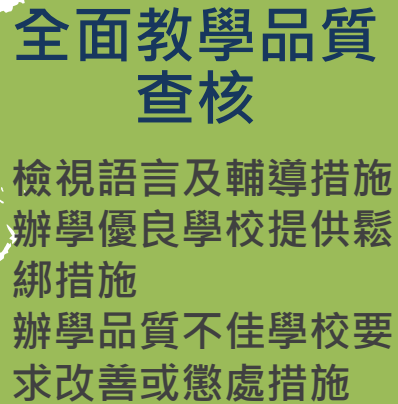 全面教學品質
查核
檢視語言及輔導措施
辦學優良學校提供鬆
綁措施
辦學品質不佳學校要
求改善或懲處措施